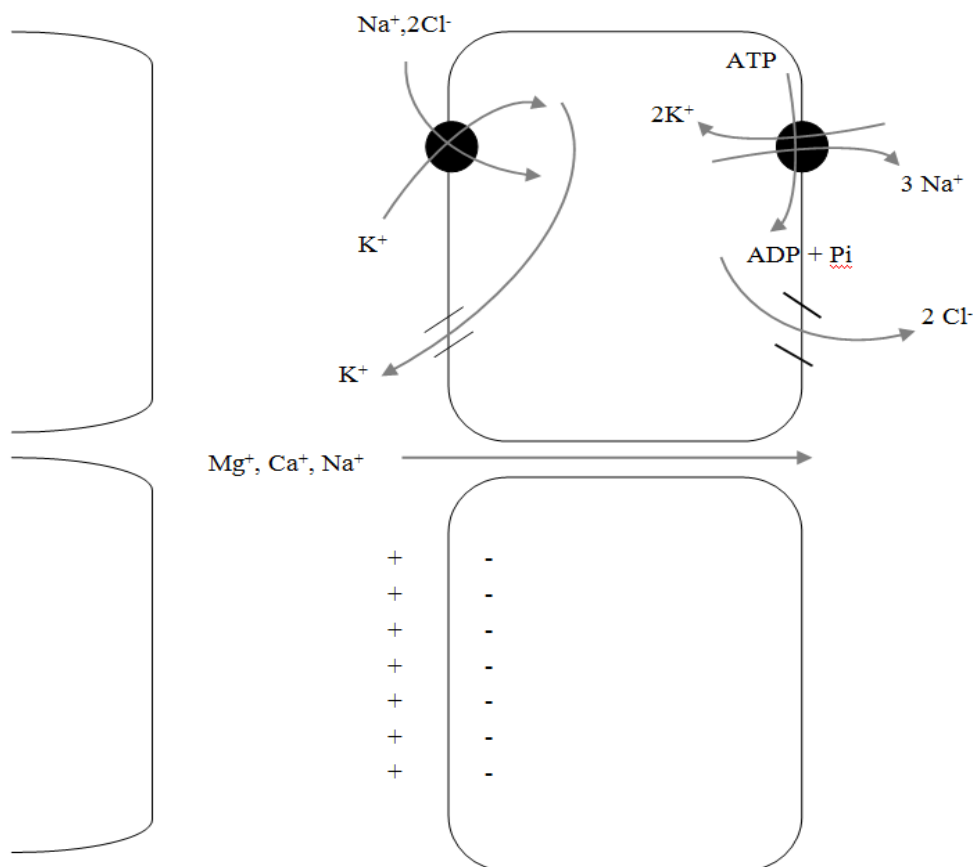 Na⁺,2Cl⁻
ATP
2K⁺
3 Na⁺
K⁺
ADP + Pi
2 Cl⁻
K⁺
Mg⁺, Ca⁺, Na⁺
+ -
+ -
+ -
+ -
+ -
+ -
+ -